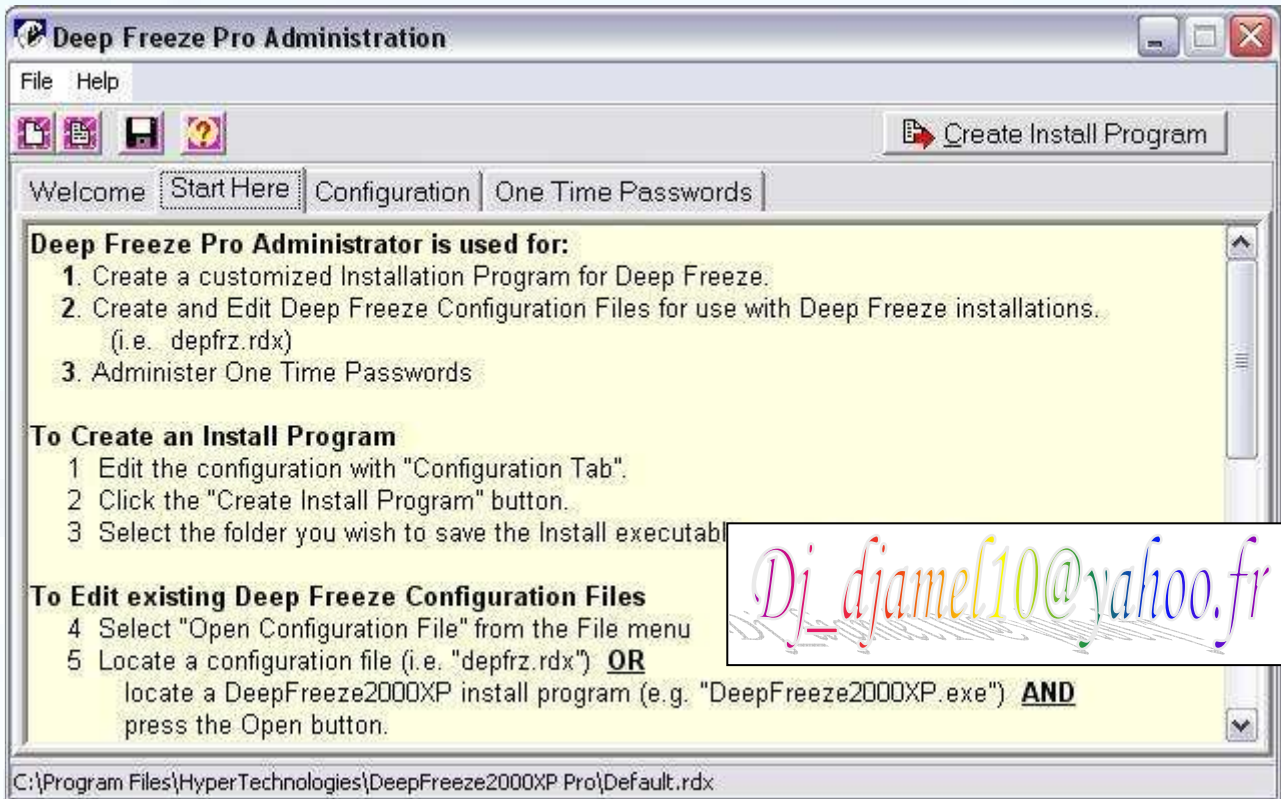 Deep Freeze Pro Administration
File Help
Create Install Program
Welcome Start Here Configuration One Time Passwords
Deep Freeze Pro Administrator is used for:
1. Create a customized Installation Program for Deep Freeze.
2. Create and Edit Deep Freeze Configuration Files for use with Deep Freeze installations.
(i.e. depfrz.rdx)
3. Administer One Time Passwords
To Create an Install Program
1 Edit the configuration with "Configuration Tab".
2 Click the "Create Install Program" button.
3 Select the folder you wish to save the Install
Dj_djamel10@yahoo.fr
To Edit existing Deep Freeze Configuration Files
4 Select "Open Configuration File" from the File menu
5 Locate a configuration file (i.e. "depfrz.rdx") OR
locate a DeepFreeze2000XP install program (e.g. "DeepFreeze2000XP.exe") AND
press the Open button.
C:\Program Files\HyperTechnologies\DeepFreeze2000XP Pro\Default.rdx